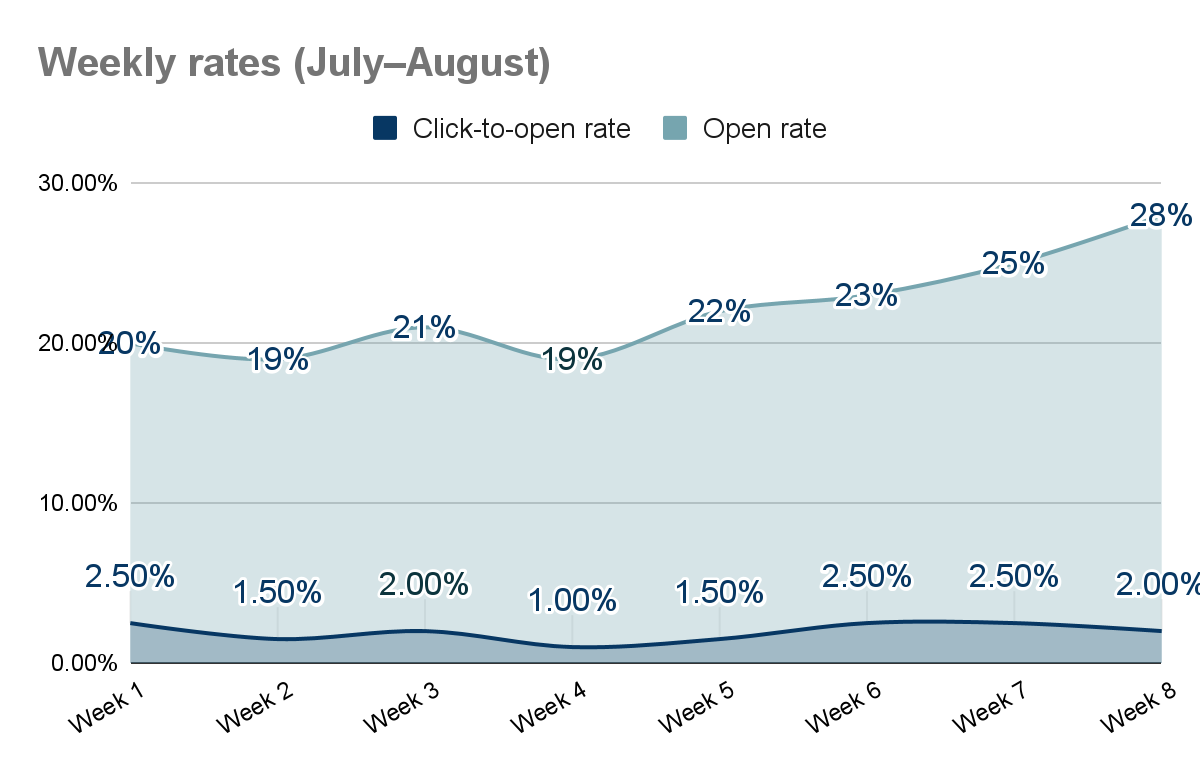 Weekly rates (July–August)
Click-to-open rate Open rate
30.00%
28%
25%
23%
22%
21%
20.00% 20%
19% 19%
10.00%
2.50% 1.50% 2.00% 1.00% 1.50% 2.50% 2.50% 2.00%
0.00%
Week 1 Week 2 Week 3 Week 4 Week 5 Week 6 Week 7 Week 8